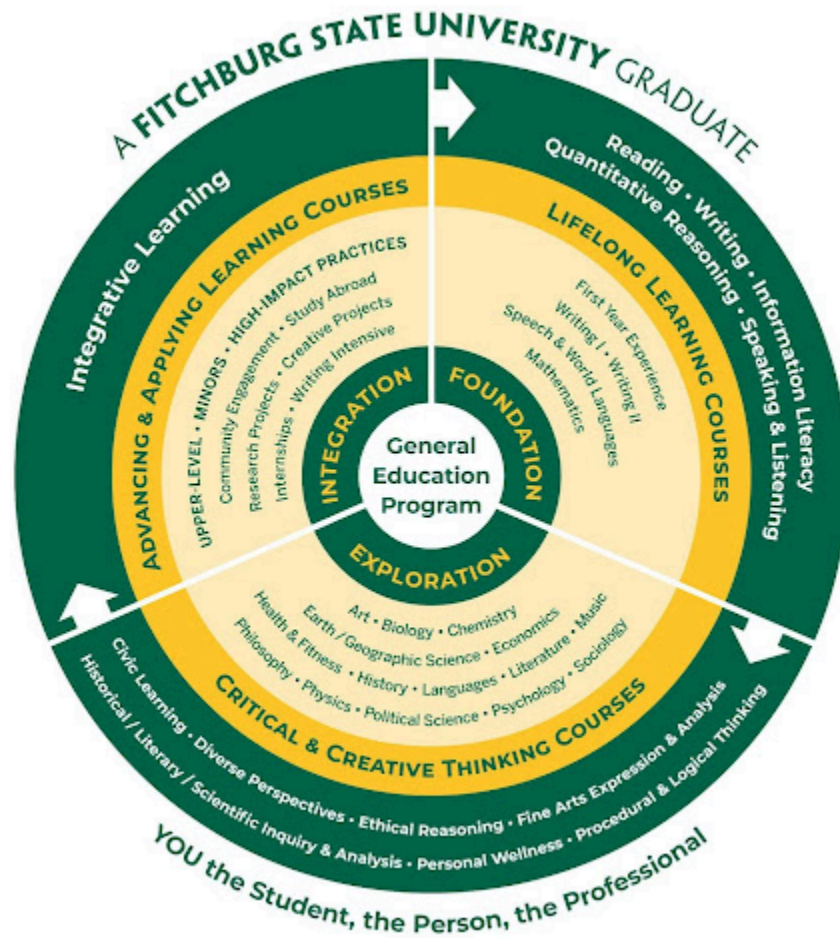 A FITCHBURG STATE UNIVERSITY GRADUATE
Integrative Learning
ADVANCING & APPLYING LEARNING COURSES
UPPER-LEVEL • MINORS • HIGH-IMPACT PRACTICES
Community Engagement • Study Abroad
Research Projects • Creative Projects
Internships • Writing Intensive
INTEGRATION
Reading • Writing • Information Literacy
Quantitative Reasoning • Speaking & Listening
LIFELONG LEARNING COURSES
First Year Experience
Writing I • Writing II
Speech & World Languages
Mathematics
FOUNDATION
General
Education
Program
EXPLORATION
Art • Biology • Chemistry
Earth / Geographic Science • Economics
Health & Fitness • History • Languages • Literature • Music
Philosophy • Physics • Political Science • Psychology • Sociology
CRITICAL & CREATIVE THINKING COURSES
Civic Learning • Diverse Perspectives • Ethical Reasoning • Fine Arts Expression & Analysis
Historical / Literary / Scientific Inquiry & Analysis • Personal Wellness • Procedural & Logical Thinking
YOU the Student, the Person, the Professional